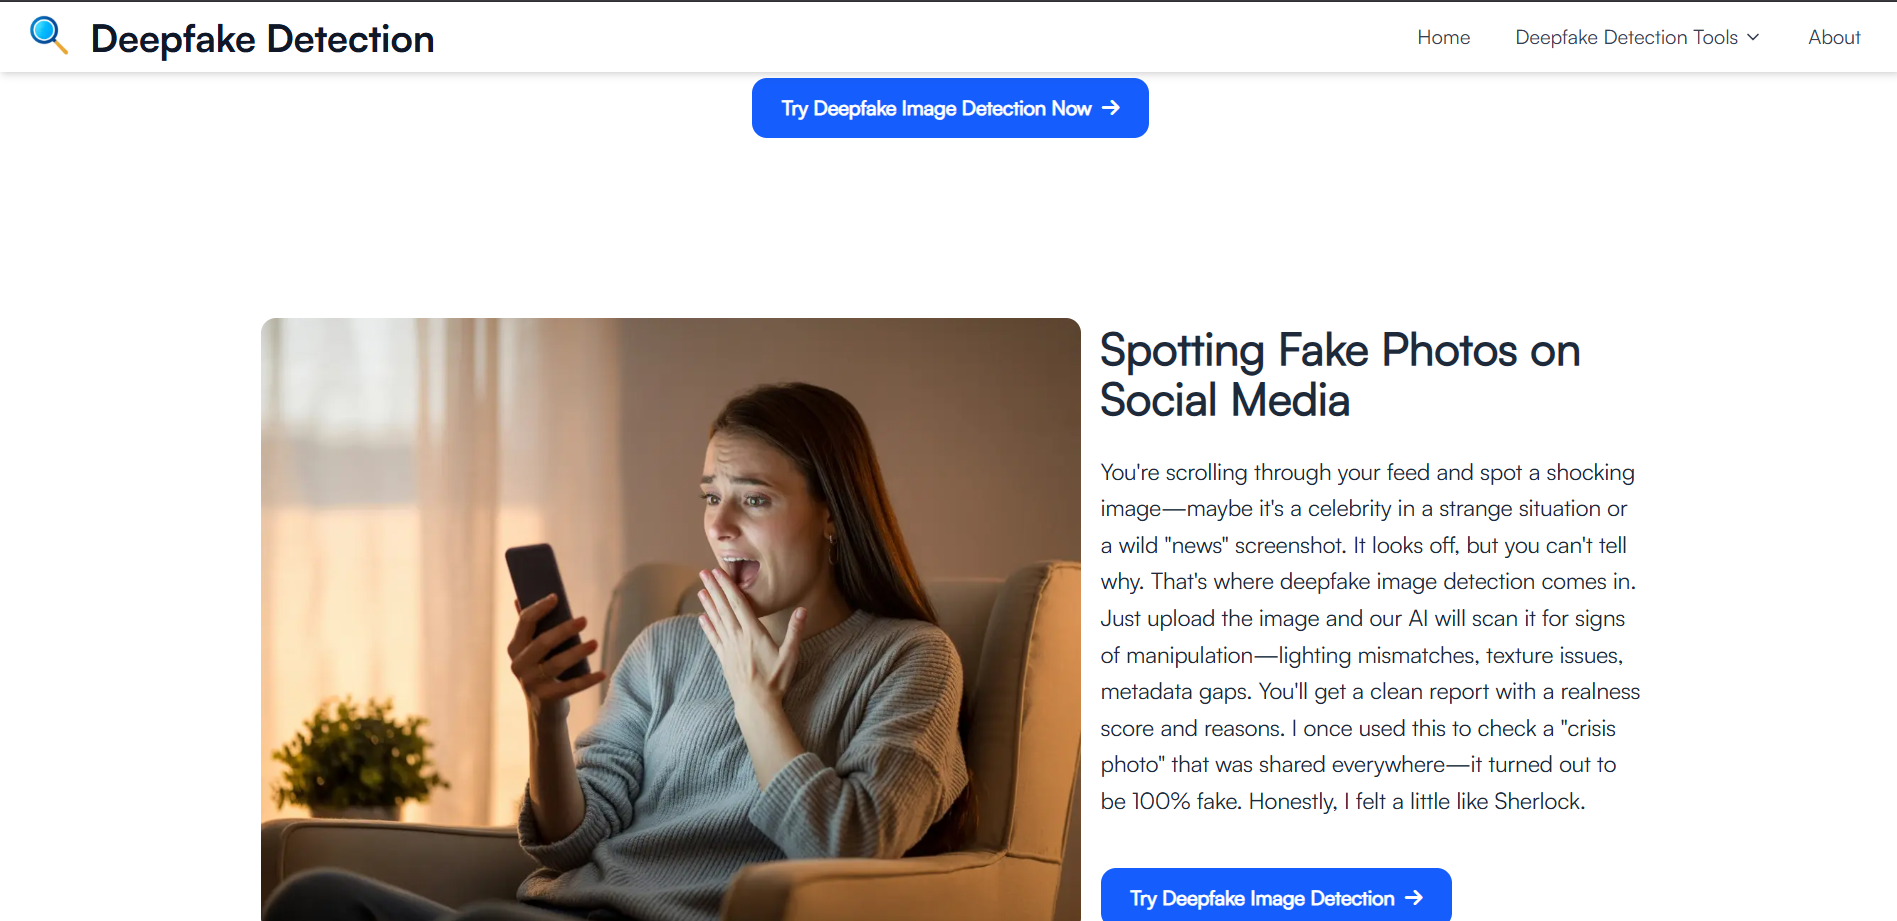 Deepfake Detection
Home
Deepfake Detection Tools
About
Try Deepfake Image Detection Now
Spotting Fake Photos on
Social Media
You're scrolling through your feed and spot a shocking
image—maybe it's a celebrity in a strange situation or
a wild "news" screenshot. It looks off, but you can't tell
why. That's where deepfake image detection comes in.
Just upload the image and our AI will scan it for signs
of manipulation—lighting mismatches, texture issues,
metadata gaps. You'll get a clean report with a realness
score and reasons. I once used this to check a "crisis
photo" that was shared everywhere—it turned out to
be 100% fake. Honestly, I felt a little like Sherlock.
Try Deepfake Image Detection